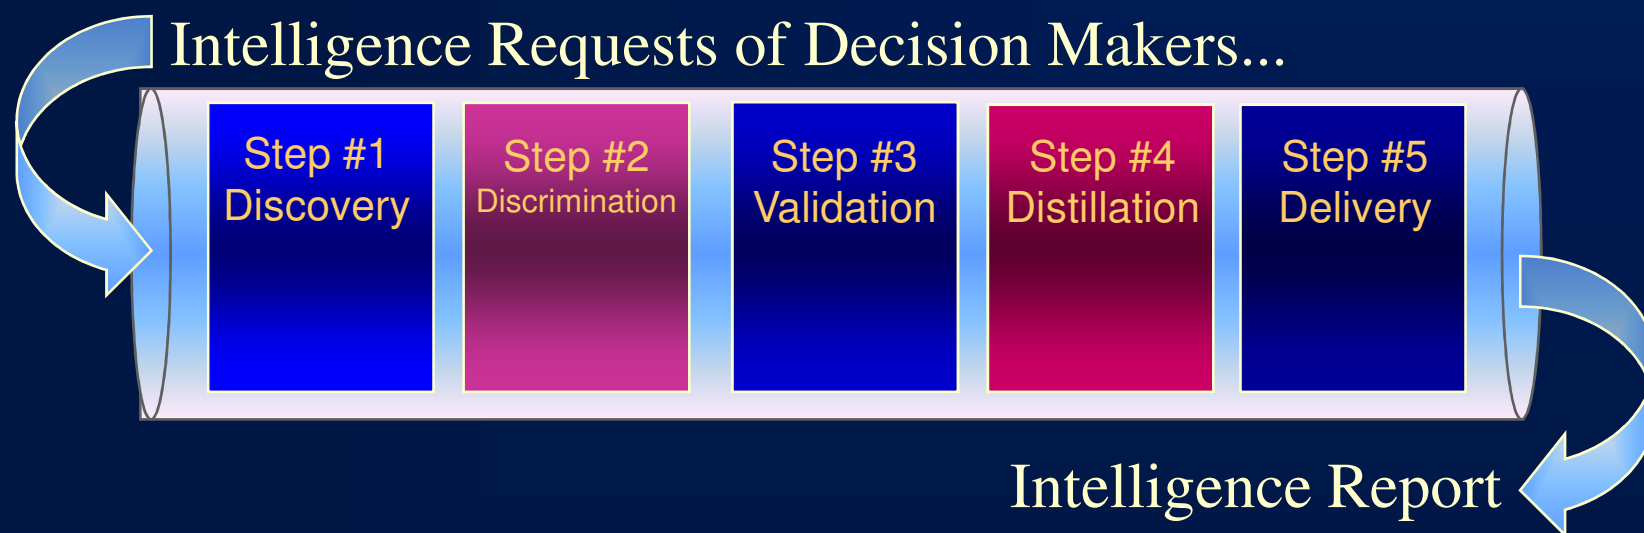 Intelligence Requests of Decision Makers...
Step #1
Discovery
Step #2
Discrimination
Step #3
Validation
Step #4
Distillation
Step #5
Delivery
Intelligence Report